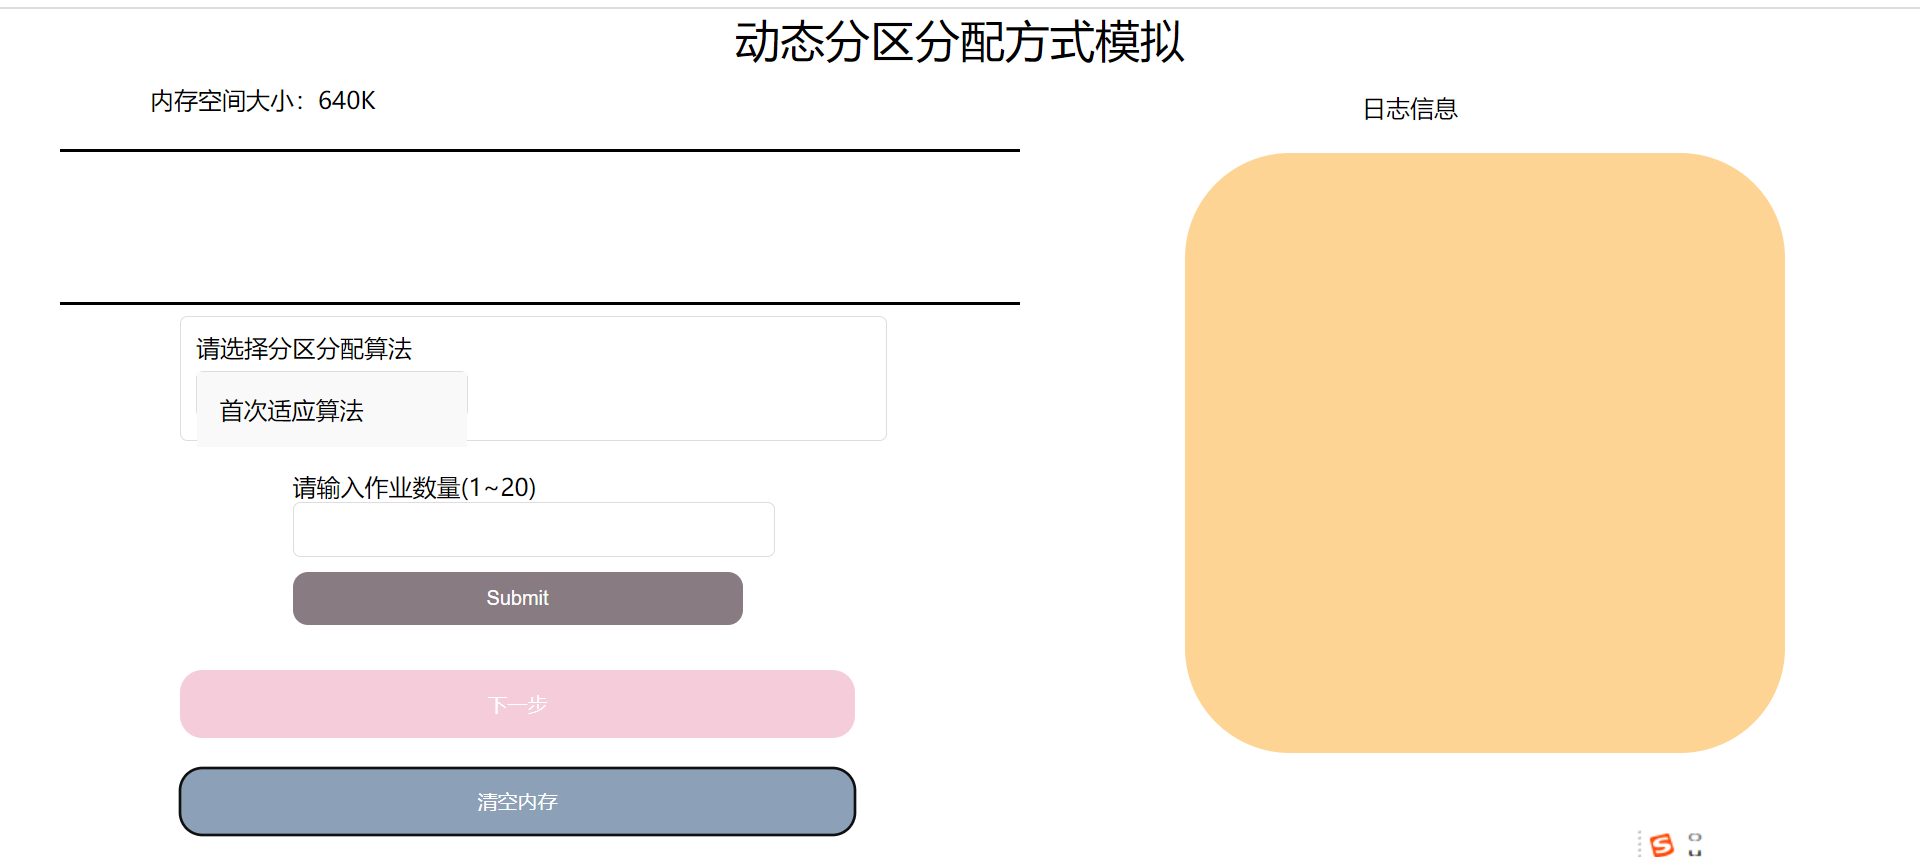 动态分区分配方式模拟
内存空间大小：640K
日志信息
请选择分区分配算法
首次适应算法
请输入作业数量(1~20)
Submit
下一步
清空内存